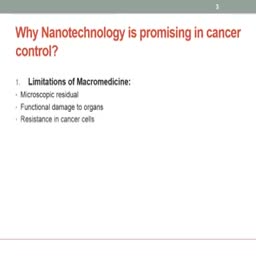 3
Why Nanotechnology is promising in cancer
control?
1. Limitations of Macromedicine:
• Microscopic residual
• Functional damage to organs
• Resistance in cancer cells